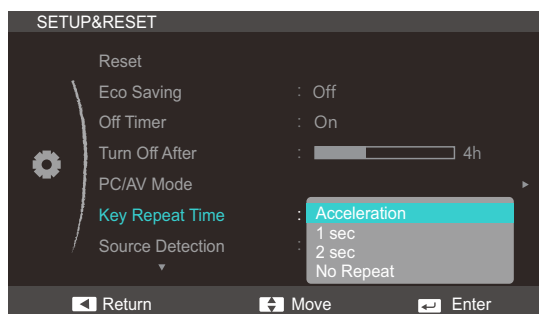 SETUP&RESET
Reset
Eco Saving : Off
Off Timer : On
Turn Off After : 4h
PC/AV Mode
Key Repeat Time : Acceleration
1 sec
Source Detection :
2 sec
No Repeat
Return Move Enter